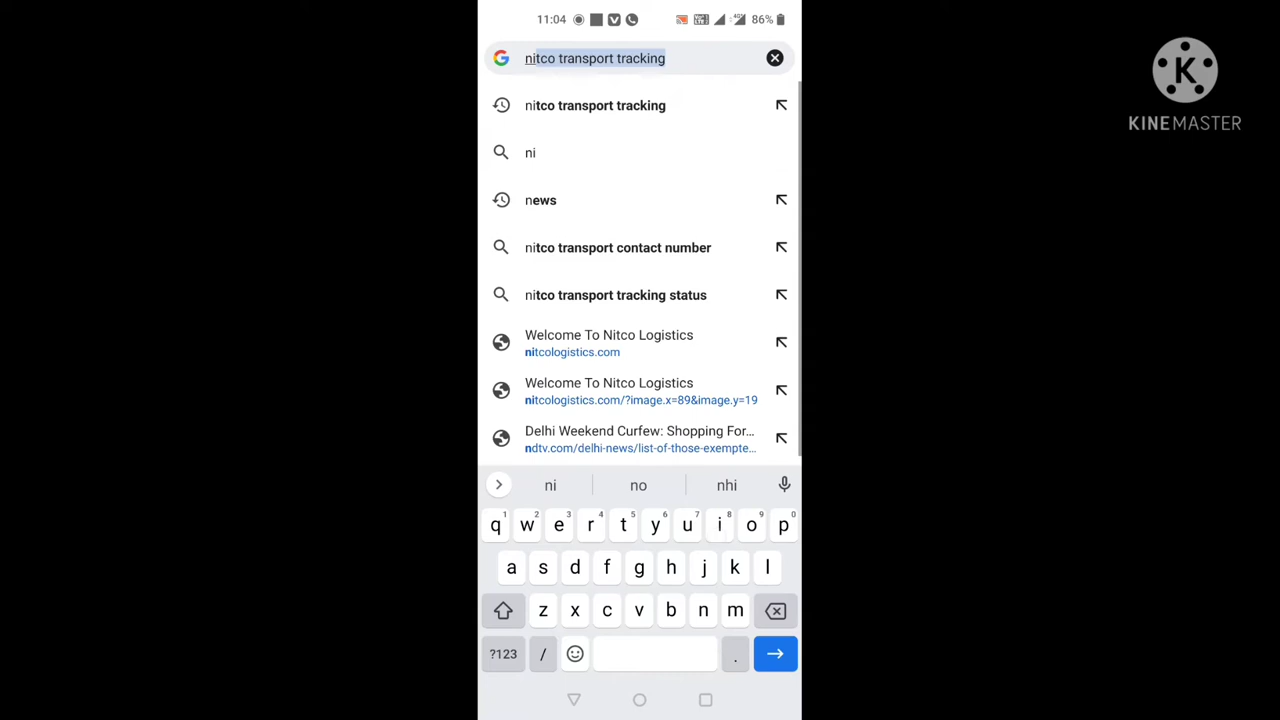 11:04 86%
nitco transport tracking
K
KINEMASTER
nitco transport tracking
ni
news
nitco transport contact number
nitco transport tracking status
Welcome To Nitco Logistics
nitcologistics.com
Welcome To Nitco Logistics
nitcologistics.com/?image.x=89&image.y=19
Delhi Weekend Curfew: Shopping For...
ndtv.com/delhi-news/list-of-those-exempte...
ni no nhi
1 2 3 4 5 6 7 8 9 0
q w e r t y u i o p
a s d f g h j k l
z x c v b n m
?123 / .